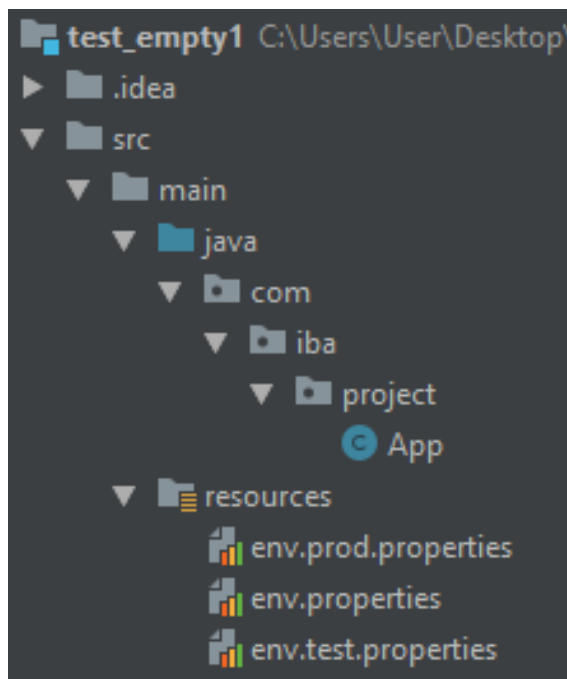 test_empty1 C:\Users\User\Desktop\
.idea
src
main
java
com
iba
project
C App
resources
env.prod.properties
env.properties
env.test.properties